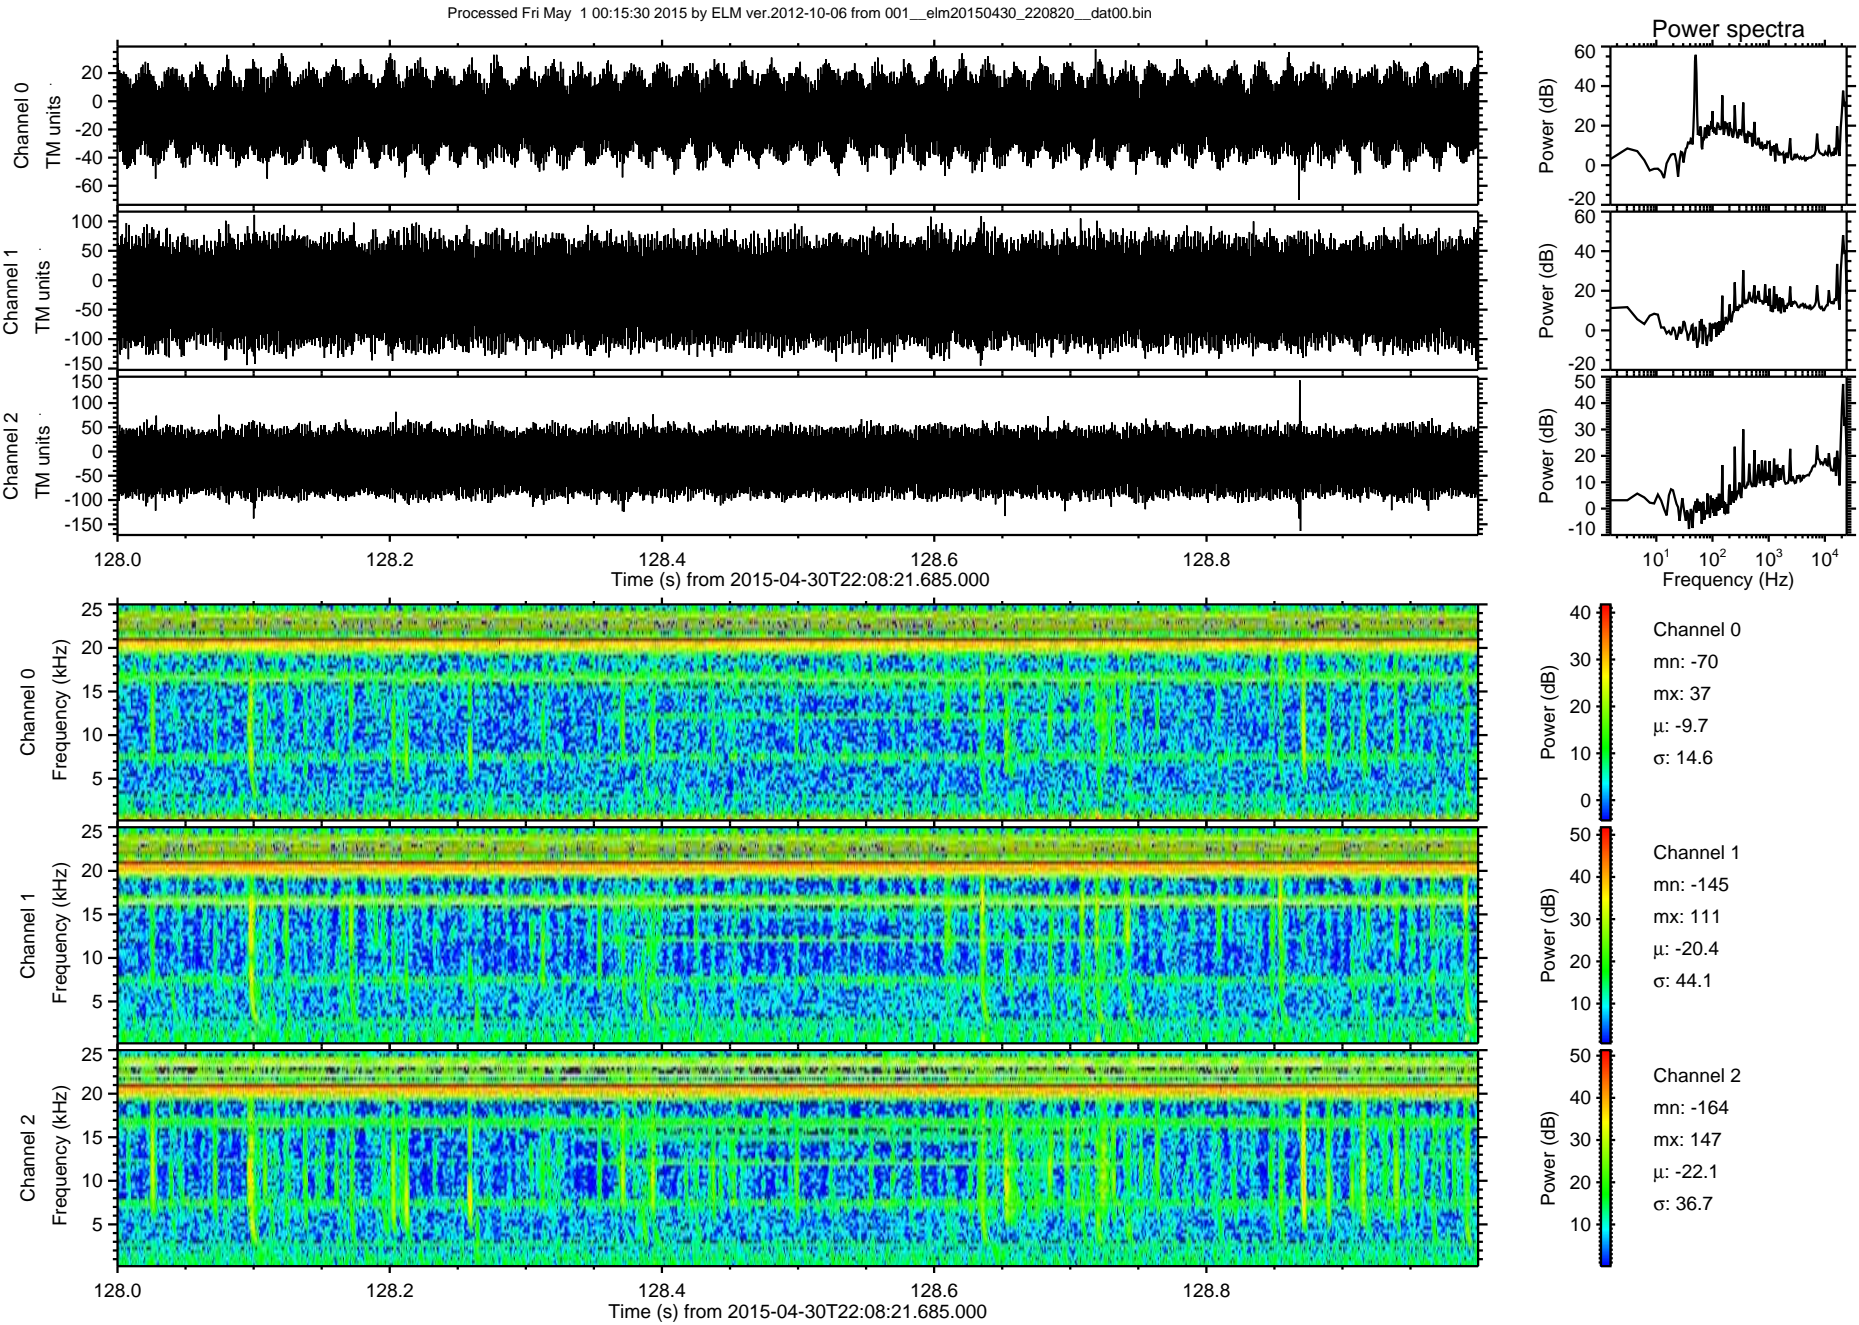 Processed Fri May  1 00:15:30 2015 by ELM ver.2012-10-06 from 001__elm20150430_220820__dat00.bin
Power spectra
Channel 0
TM units
20
0
-20
-40
-60
Power (dB)
60
40
20
0
-20
Channel 1
TM units
100
50
0
-50
-100
-150
Power (dB)
60
40
20
0
-20
Channel 2
TM units
150
100
50
0
-50
-100
-150
Power (dB)
50
40
30
20
10
0
-10
128.0
128.2
128.4
128.6
128.8
Time (s) from 2015-04-30T22:08:21.685.000
10^1
10^2
10^3
10^4
Frequency (Hz)
Channel 0
Frequency (kHz)
25
20
15
10
5
Power (dB)
40
30
20
10
0
Channel 0
mn: -70
mx: 37
μ: -9.7
σ: 14.6
Channel 1
Frequency (kHz)
25
20
15
10
5
Power (dB)
50
40
30
20
10
Channel 1
mn: -145
mx: 111
μ: -20.4
σ: 44.1
Channel 2
Frequency (kHz)
25
20
15
10
5
Power (dB)
50
40
30
20
10
Channel 2
mn: -164
mx: 147
μ: -22.1
σ: 36.7
128.0
128.2
128.4
128.6
128.8
Time (s) from 2015-04-30T22:08:21.685.000